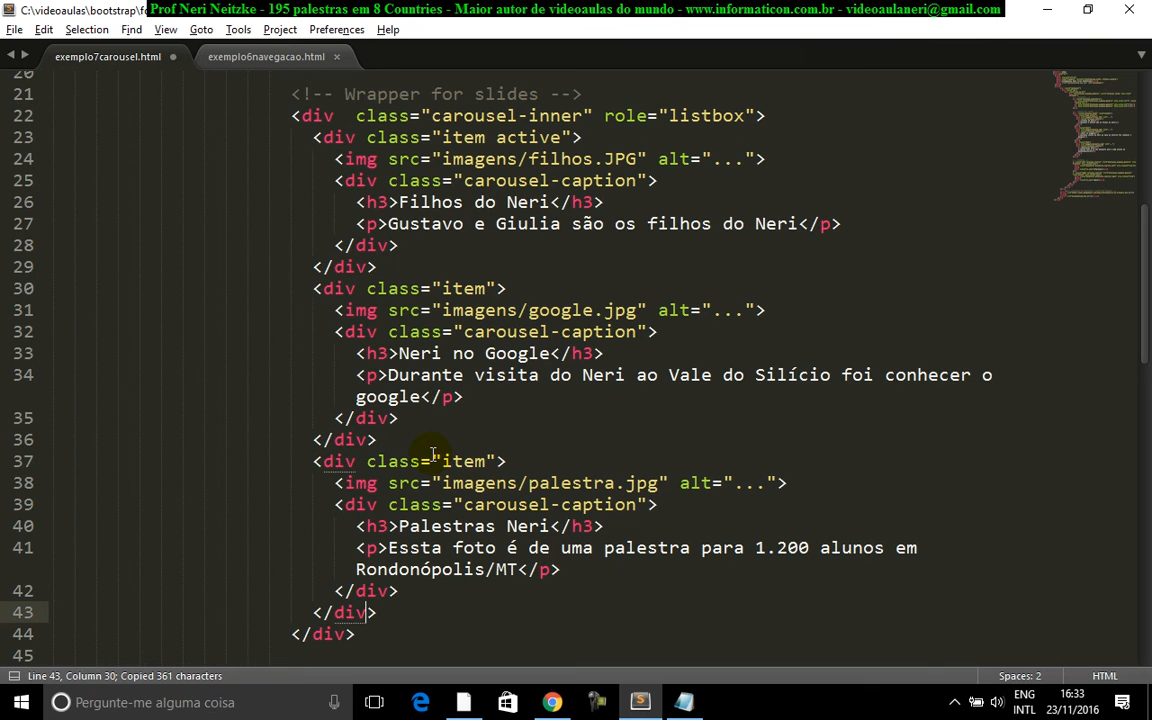 C:\videoaulas\bootstrap\fo
Prof Neri Neitzke - 195 palestras em 8 Countries - Maior autor de videoaulas do mundo - www.informaticon.com.br - videoaulaneri@gmail.com
File Edit Selection Find View Goto Tools Project Preferences Help
exemplo7carousel.html exemplo6navegacao.html ×
20
21 <!-- Wrapper for slides -->
22 <div  class="carousel-inner" role="listbox">
23 <div class="item active">
24 <img src="imagens/filhos.JPG" alt="...">
25 <div class="carousel-caption">
26 <h3>Filhos do Neri</h3>
27 <p>Gustavo e Giulia são os filhos do Neri</p>
28 </div>
29 </div>
30 <div class="item">
31 <img src="imagens/google.jpg" alt="...">
32 <div class="carousel-caption">
33 <h3>Neri no Google</h3>
34 <p>Durante visita do Neri ao Vale do Silício foi conhecer o
google</p>
35 </div>
36 </div>
37 <div class="item">
38 <img src="imagens/palestra.jpg" alt="...">
39 <div class="carousel-caption">
40 <h3>Palestras Neri</h3>
41 <p>Essta foto é de uma palestra para 1.200 alunos em
Rondonópolis/MT</p>
42 </div>
43 </div>
44 </div>
45
Line 43, Column 30; Copied 361 characters Spaces: 2 HTML
Pergunte-me alguma coisa ENG 16:33
INTL 23/11/2016